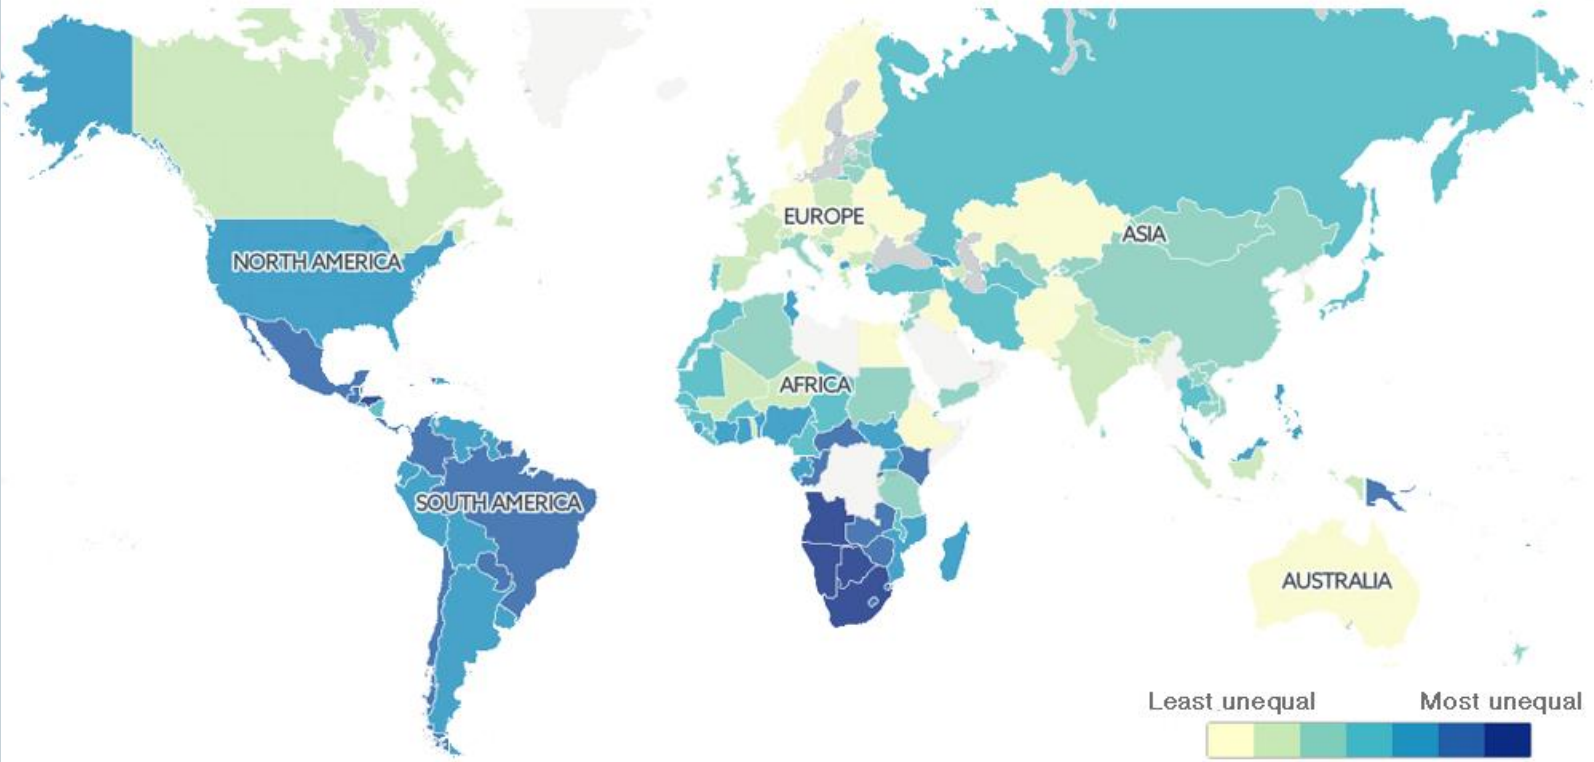 EUROPE
ASIA
NORTH AMERICA
AFRICA
SOUTH AMERICA
AUSTRALIA
Least unequal
Most unequal